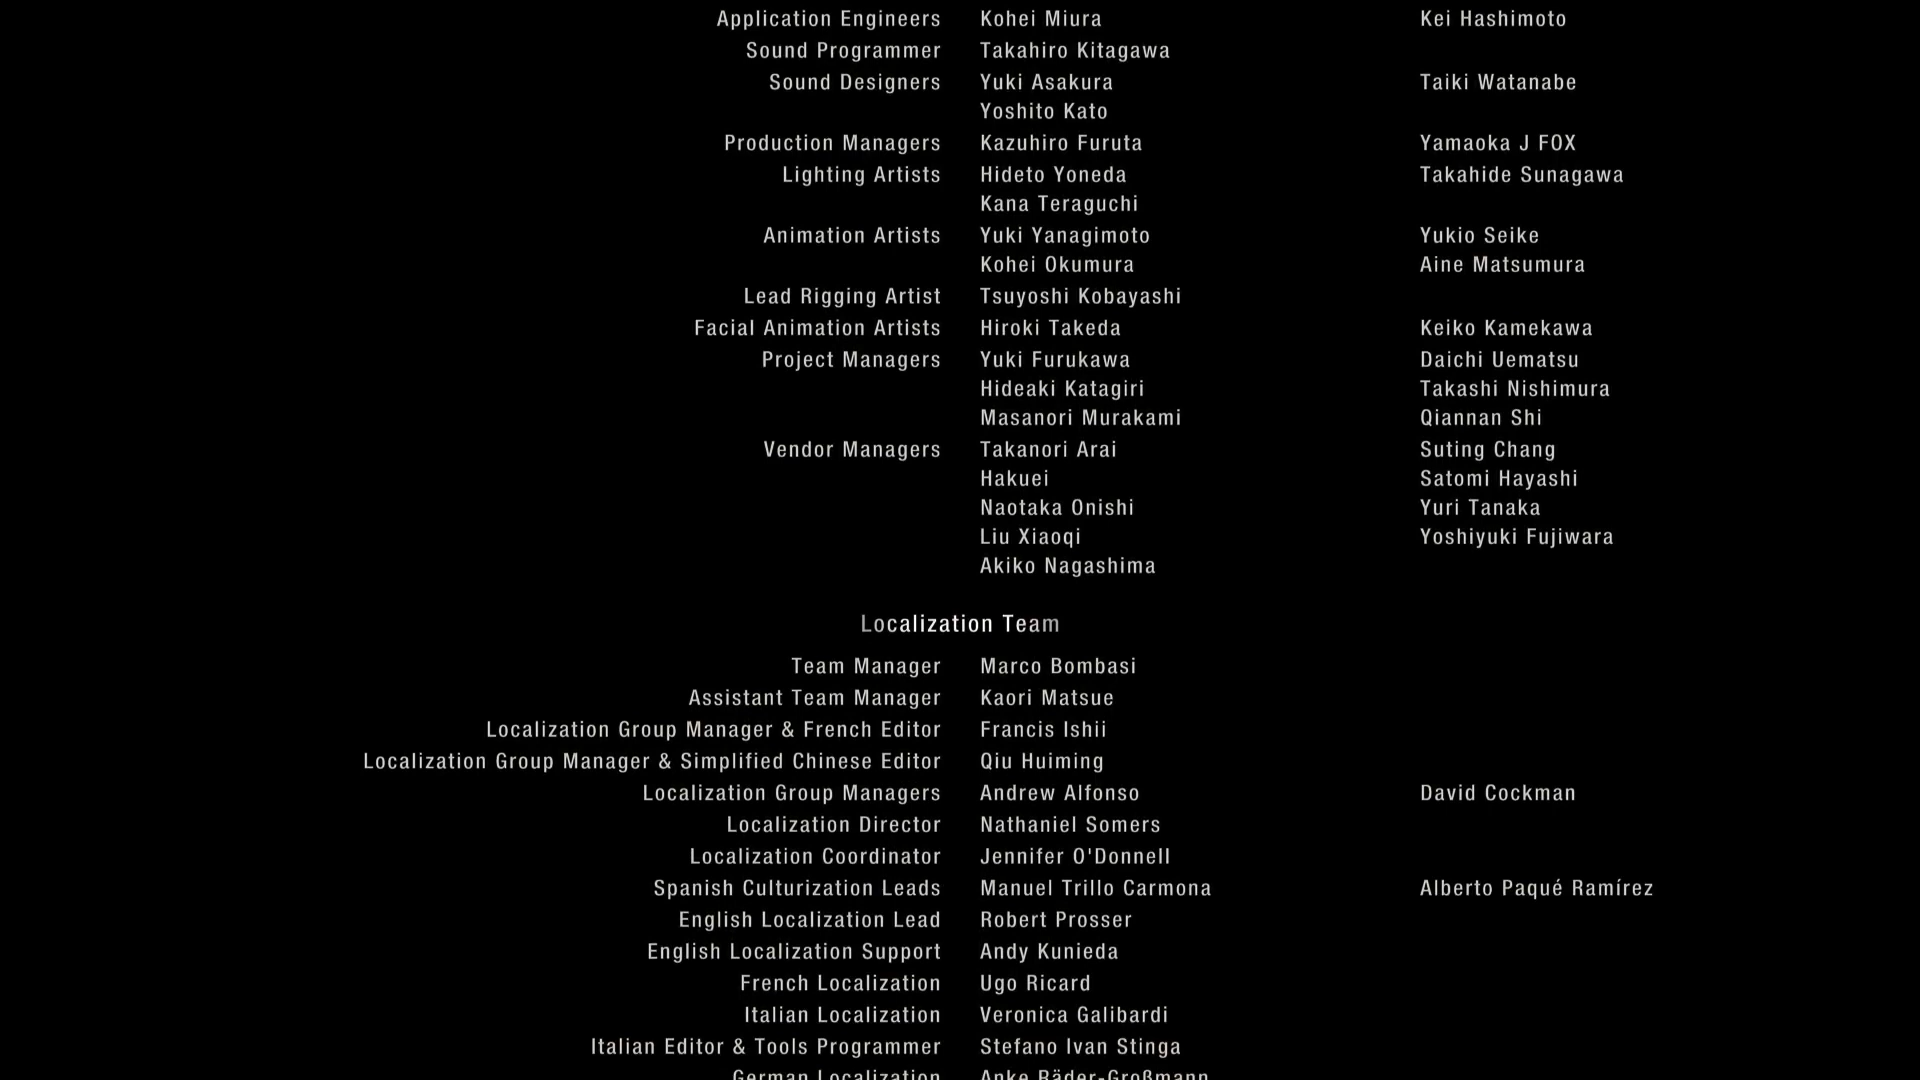 Application Engineers Kohei Miura Kei Hashimoto
Sound Programmer Takahiro Kitagawa
Sound Designers Yuki Asakura Taiki Watanabe
Yoshito Kato
Production Managers Kazuhiro Furuta Yamaoka J FOX
Lighting Artists Hideto Yoneda Takahide Sunagawa
Kana Teraguchi
Animation Artists Yuki Yanagimoto Yukio Seike
Kohei Okumura Aine Matsumura
Lead Rigging Artist Tsuyoshi Kobayashi
Facial Animation Artists Hiroki Takeda Keiko Kamekawa
Project Managers Yuki Furukawa Daichi Uematsu
Hideaki Katagiri Takashi Nishimura
Masanori Murakami Qiannan Shi
Vendor Managers Takanori Arai Suting Chang
Hakuei Satomi Hayashi
Naotaka Onishi Yuri Tanaka
Liu Xiaoqi Yoshiyuki Fujiwara
Akiko Nagashima
Localization Team
Team Manager Marco Bombasi
Assistant Team Manager Kaori Matsue
Localization Group Manager & French Editor Francis Ishii
Localization Group Manager & Simplified Chinese Editor Qiu Huiming
Localization Group Managers Andrew Alfonso David Cockman
Localization Director Nathaniel Somers
Localization Coordinator Jennifer O'Donnell
Spanish Culturization Leads Manuel Trillo Carmona Alberto Paqué Ramírez
English Localization Lead Robert Prosser
English Localization Support Andy Kunieda
French Localization Ugo Ricard
Italian Localization Veronica Galibardi
Italian Editor & Tools Programmer Stefano Ivan Stinga
German Localization Anke Räder-Großmann